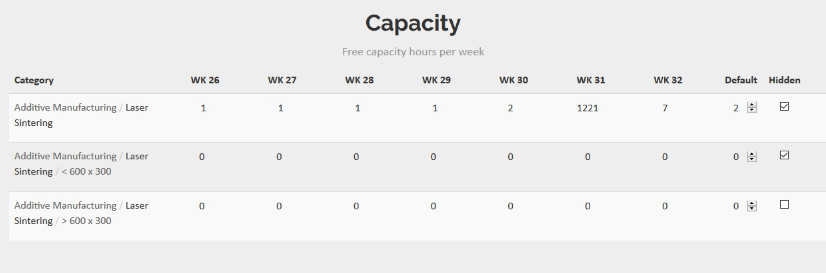 Capacity
Free capacity hours per week
Category WK 26 WK 27 WK 28 WK 29 WK 30 WK 31 WK 32 Default Hidden
Additive Manufacturing / Laser 1 1 1 1 2 1221 7 2
Sintering
Additive Manufacturing / Laser 0 0 0 0 0 0 0 0
Sintering / < 600 x 300
Additive Manufacturing / Laser 0 0 0 0 0 0 0 0
Sintering / > 600 x 300